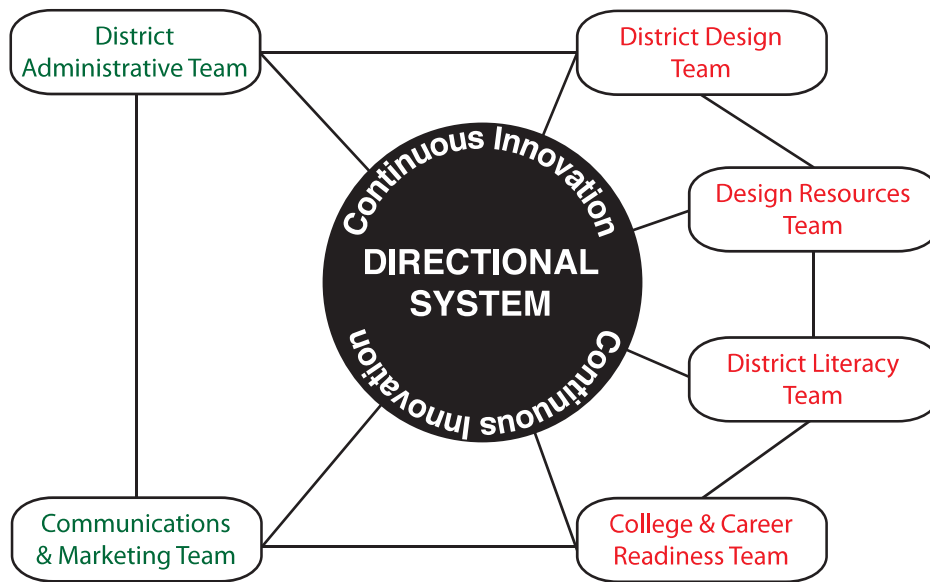 District
Administrative Team
District Design
Team
Continuous Innovation
Design Resources
Team
DIRECTIONAL
SYSTEM
Continuous Innovation
District Literacy
Team
Communications
& Marketing Team
College & Career
Readiness Team